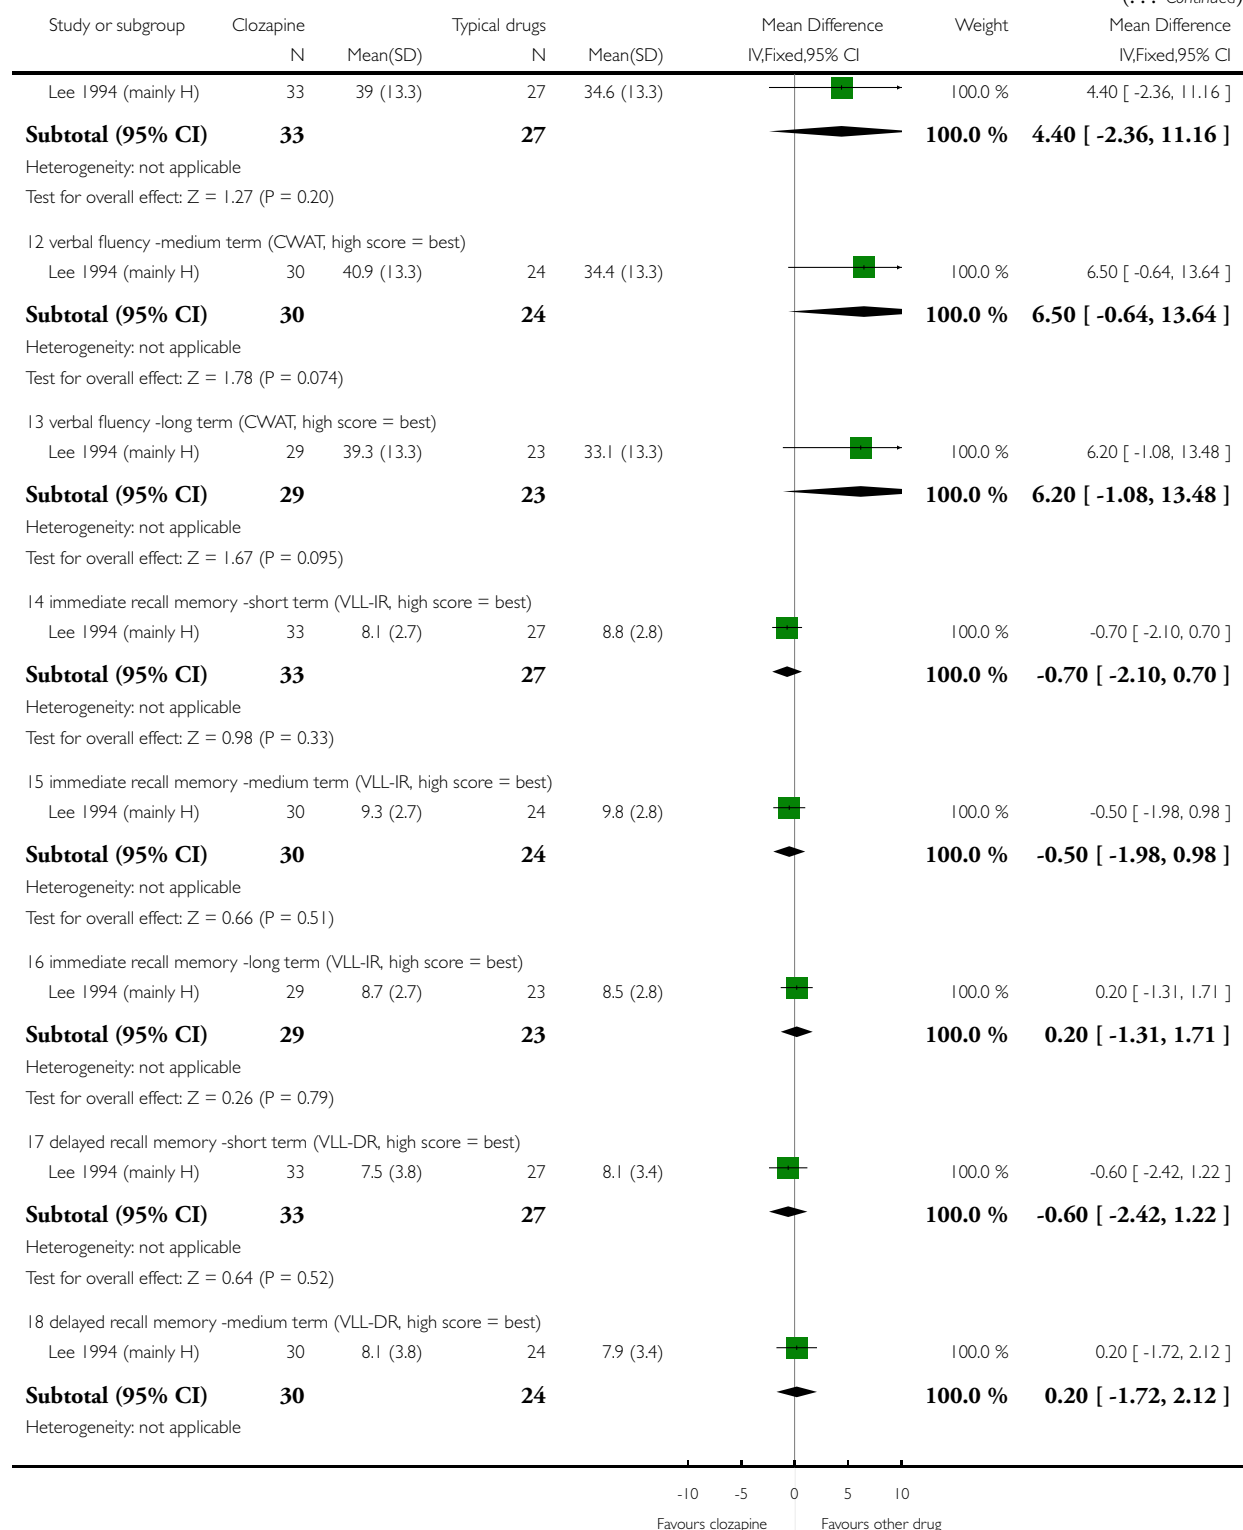 (... Continued)
Study or subgroup Clozapine Typical drugs Mean Difference Weight Mean Difference
N Mean(SD) N Mean(SD) IV,Fixed,95% CI IV,Fixed,95% CI
Lee 1994 (mainly H) 33 39 (13.3) 27 34.6 (13.3) 100.0 % 4.40 [ -2.36, 11.16 ]
Subtotal (95% CI) 33 27 100.0 % 4.40 [ -2.36, 11.16 ]
Heterogeneity: not applicable
Test for overall effect: Z = 1.27 (P = 0.20)
12 verbal fluency -medium term (CWAT, high score = best)
Lee 1994 (mainly H) 30 40.9 (13.3) 24 34.4 (13.3) 100.0 % 6.50 [ -0.64, 13.64 ]
Subtotal (95% CI) 30 24 100.0 % 6.50 [ -0.64, 13.64 ]
Heterogeneity: not applicable
Test for overall effect: Z = 1.78 (P = 0.074)
13 verbal fluency -long term (CWAT, high score = best)
Lee 1994 (mainly H) 29 39.3 (13.3) 23 33.1 (13.3) 100.0 % 6.20 [ -1.08, 13.48 ]
Subtotal (95% CI) 29 23 100.0 % 6.20 [ -1.08, 13.48 ]
Heterogeneity: not applicable
Test for overall effect: Z = 1.67 (P = 0.095)
14 immediate recall memory -short term (VLL-IR, high score = best)
Lee 1994 (mainly H) 33 8.1 (2.7) 27 8.8 (2.8) 100.0 % -0.70 [ -2.10, 0.70 ]
Subtotal (95% CI) 33 27 100.0 % -0.70 [ -2.10, 0.70 ]
Heterogeneity: not applicable
Test for overall effect: Z = 0.98 (P = 0.33)
15 immediate recall memory -medium term (VLL-IR, high score = best)
Lee 1994 (mainly H) 30 9.3 (2.7) 24 9.8 (2.8) 100.0 % -0.50 [ -1.98, 0.98 ]
Subtotal (95% CI) 30 24 100.0 % -0.50 [ -1.98, 0.98 ]
Heterogeneity: not applicable
Test for overall effect: Z = 0.66 (P = 0.51)
16 immediate recall memory -long term (VLL-IR, high score = best)
Lee 1994 (mainly H) 29 8.7 (2.7) 23 8.5 (2.8) 100.0 % 0.20 [ -1.31, 1.71 ]
Subtotal (95% CI) 29 23 100.0 % 0.20 [ -1.31, 1.71 ]
Heterogeneity: not applicable
Test for overall effect: Z = 0.26 (P = 0.79)
17 delayed recall memory -short term (VLL-DR, high score = best)
Lee 1994 (mainly H) 33 7.5 (3.8) 27 8.1 (3.4) 100.0 % -0.60 [ -2.42, 1.22 ]
Subtotal (95% CI) 33 27 100.0 % -0.60 [ -2.42, 1.22 ]
Heterogeneity: not applicable
Test for overall effect: Z = 0.64 (P = 0.52)
18 delayed recall memory -medium term (VLL-DR, high score = best)
Lee 1994 (mainly H) 30 8.1 (3.8) 24 7.9 (3.4) 100.0 % 0.20 [ -1.72, 2.12 ]
Subtotal (95% CI) 30 24 100.0 % 0.20 [ -1.72, 2.12 ]
Heterogeneity: not applicable
-10 -5 0 5 10
Favours clozapine Favours other drug